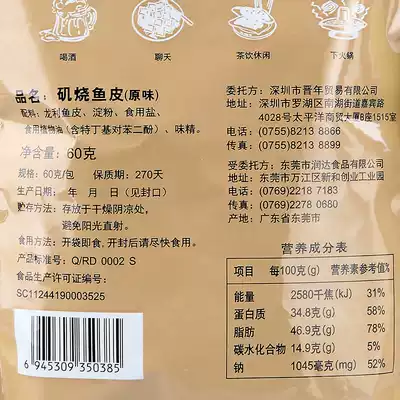 喝酒
聊天
茶饮休闲
下火锅
品名：矶烧鱼皮(原味)
配料：龙利鱼皮、淀粉、食用盐、
食用植物油(含特丁基对苯二酚)、味精。
净含量：60克
规格：60克/包 保质期：270天
生产日期： 年 月 日(见封口)
贮存方法：存放于干燥阴凉处，
避免阳光直射。
食用方法：开袋即食，开封后请尽快食用。
产品标准号：Q/RD 0002 S
食品生产许可证编号：
SC11244190003525
6 945309 350385
委托方：深圳市晋年贸易有限公司
地址：深圳市罗湖区南湖街道嘉宾路
4028号太平洋商贸大厦B座1515室
电话：(0755)8213 8866
传真：(0755)8213 8899
受委托方：东莞市润达食品有限公司
地址：东莞市万江区新和创业工业园
电话：(0769)2218 7183
传真：(0769)2278 1683
产地：广东省东莞市
营养成分表
项目 每100克(g) 营养素参考值%
能量 2580千焦(kJ) 31%
蛋白质 34.8克(g) 58%
脂肪 46.9克(g) 78%
碳水化合物 14.9克(g) 5%
钠 1045毫克(mg) 52%